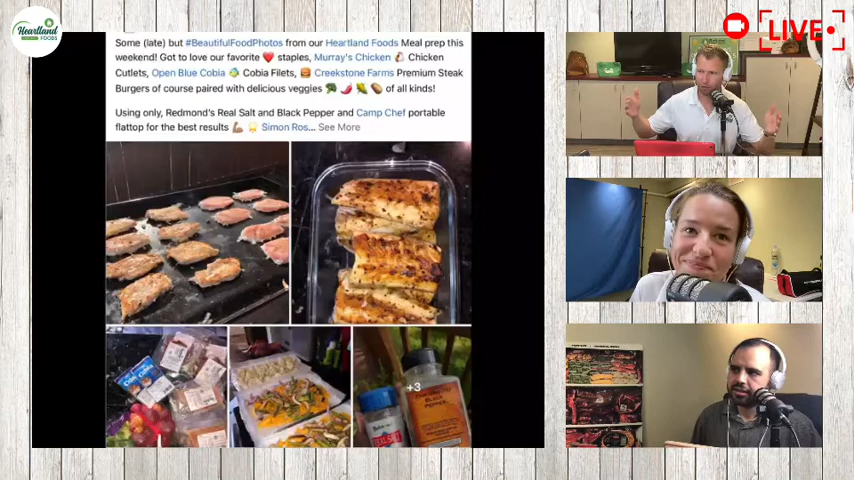 Heartland
FOODS
LIVE
Some (late) but #BeautifulFoodPhotos from our Heartland Foods Meal prep this
weekend! Got to love our favorite ❤️ staples, Murray's Chicken 🐔 Chicken
Cutlets, Open Blue Cobia 🐠 Cobia Filets, 🍔 Creekstone Farms Premium Steak
Burgers of course paired with delicious veggies 🥦 🌶️ 🌽 🥔 of all kinds!
Using only, Redmond's Real Salt and Black Pepper and Camp Chef portable
flattop for the best results 💪🏽 🌟 Simon Ros... See More
+3
BLACK
PEPPER